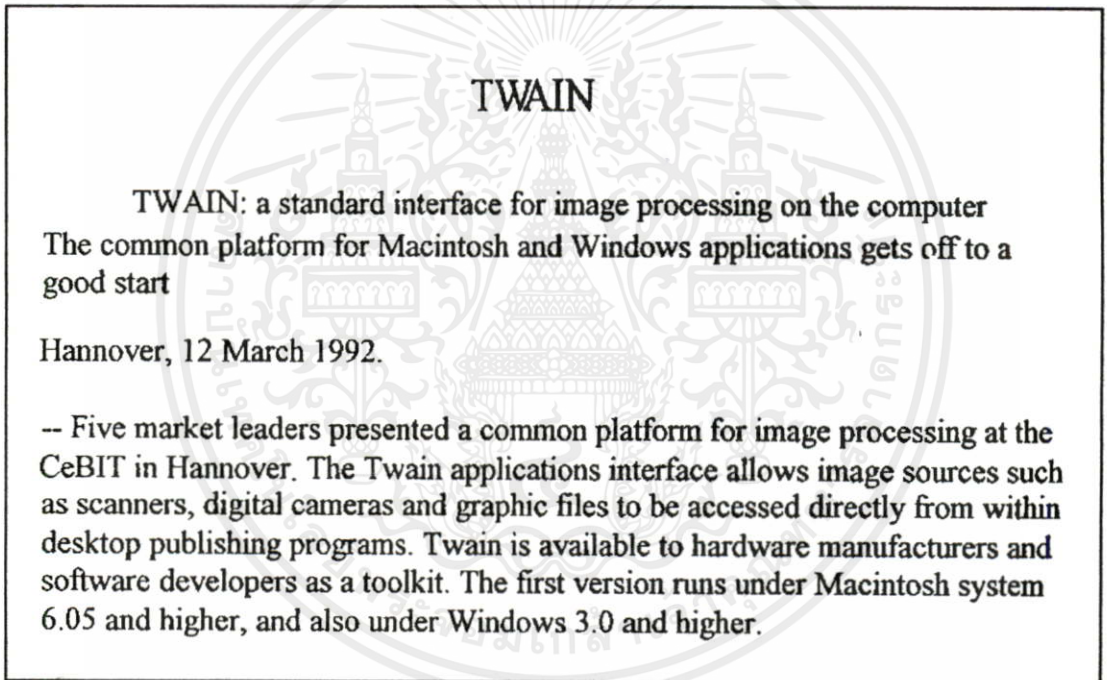 TWAIN
TWAIN: a standard interface for image processing on the computer
The common platform for Macintosh and Windows applications gets off to a
good start
Hannover, 12 March 1992.
-- Five market leaders presented a common platform for image processing at the
CeBIT in Hannover. The Twain applications interface allows image sources such
as scanners, digital cameras and graphic files to be accessed directly from within
desktop publishing programs. Twain is available to hardware manufacturers and
software developers as a toolkit. The first version runs under Macintosh system
6.05 and higher, and also under Windows 3.0 and higher.